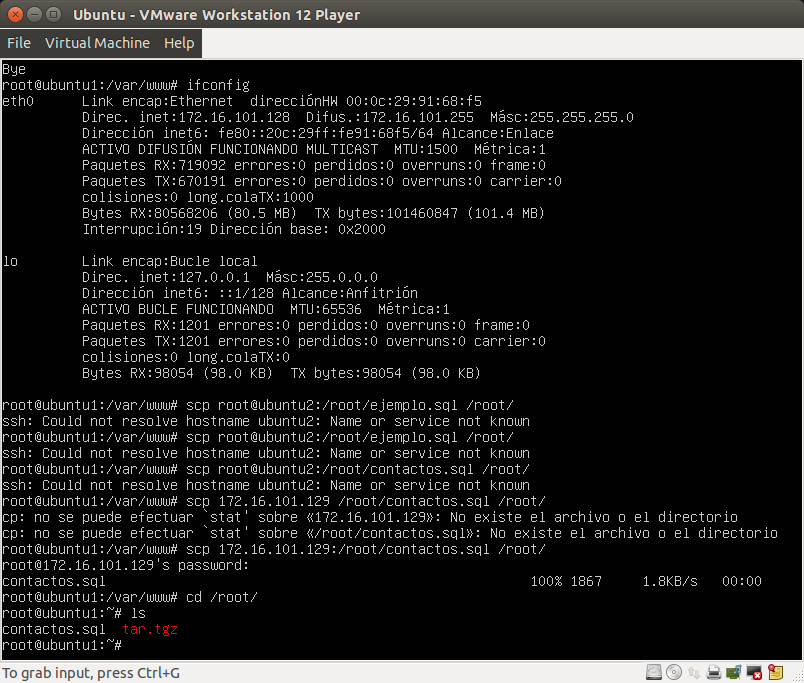 Ubuntu - VMware Workstation 12 Player
File Virtual Machine Help
Bye
root@ubuntu1:/var/www# ifconfig
eth0 Link encap:Ethernet direcciónHW 00:0c:29:91:68:f5
Direc. inet:172.16.101.128 Difus.:172.16.101.255 Másc:255.255.255.0
Dirección inet6: fe80::20c:29ff:fe91:68f5/64 Alcance:Enlace
ACTIVO DIFUSIÓN FUNCIONANDO MULTICAST MTU:1500 Métrica:1
Paquetes RX:719092 errores:0 perdidos:0 overruns:0 frame:0
Paquetes TX:670191 errores:0 perdidos:0 overruns:0 carrier:0
colisiones:0 long.colaTX:1000
Bytes RX:80568206 (80.5 MB) TX bytes:101460847 (101.4 MB)
Interrupción:19 Dirección base: 0x2000
lo Link encap:Bucle local
Direc. inet:127.0.0.1 Másc:255.0.0.0
Dirección inet6: ::1/128 Alcance:Anfitrión
ACTIVO BUCLE FUNCIONANDO MTU:65536 Métrica:1
Paquetes RX:1201 errores:0 perdidos:0 overruns:0 frame:0
Paquetes TX:1201 errores:0 perdidos:0 overruns:0 carrier:0
colisiones:0 long.colaTX:0
Bytes RX:98054 (98.0 KB) TX bytes:98054 (98.0 KB)
root@ubuntu1:/var/www# scp root@ubuntu2:/root/ejemplo.sql /root/
ssh: Could not resolve hostname ubuntu2: Name or service not known
root@ubuntu1:/var/www# scp root@ubuntu2:/root/ejemplo.sql /root/
ssh: Could not resolve hostname ubuntu2: Name or service not known
root@ubuntu1:/var/www# scp root@ubuntu2:/root/contactos.sql /root/
ssh: Could not resolve hostname ubuntu2: Name or service not known
root@ubuntu1:/var/www# scp 172.16.101.129 /root/contactos.sql /root/
cp: no se puede efectuar `stat' sobre «172.16.101.129»: No existe el archivo o el directorio
cp: no se puede efectuar `stat' sobre «/root/contactos.sql»: No existe el archivo o el directorio
root@ubuntu1:/var/www# scp 172.16.101.129:/root/contactos.sql /root/
root@172.16.101.129's password:
contactos.sql 100% 1867 1.8KB/s 00:00
root@ubuntu1:/var/www# cd /root/
root@ubuntu1:~# ls
contactos.sql tar.tgz
root@ubuntu1:~#
To grab input, press Ctrl+G